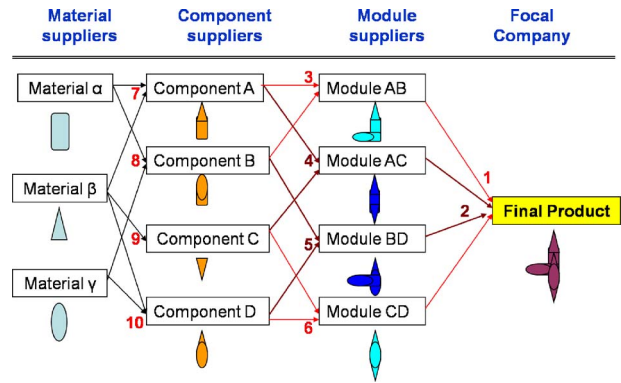 Material suppliers
Component suppliers
Module suppliers
Focal Company
Material α
7
Component A
3
Module AB
8
Component B
4
Module AC
1
Material β
2
Final Product
9
Component C
5
Module BD
Material γ
10
Component D
6
Module CD